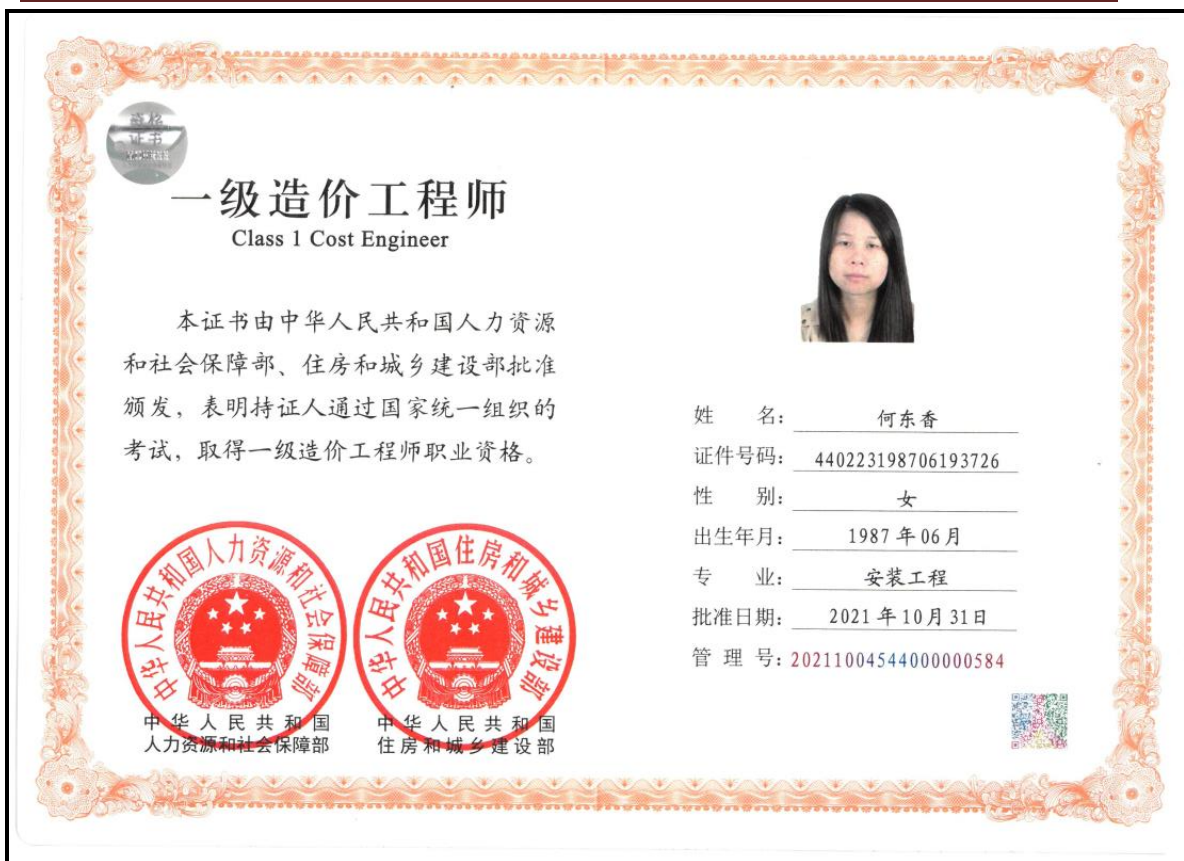 资格
证书
一级造价工程师
Class 1 Cost Engineer
本证书由中华人民共和国人力资源
和社会保障部、住房和城乡建设部批准
颁发，表明持证人通过国家统一组织的
考试，取得一级造价工程师职业资格。
中华人民共和国人力资源和社会保障部
中华人民共和国住房和城乡建设部
中华人民共和国
人力资源和社会保障部
中华人民共和国
住房和城乡建设部
姓 名： 何东香
证件号码： 440223198706193726
性 别： 女
出生年月： 1987年06月
专 业： 安装工程
批准日期： 2021年10月31日
管 理 号：20211004544000000584